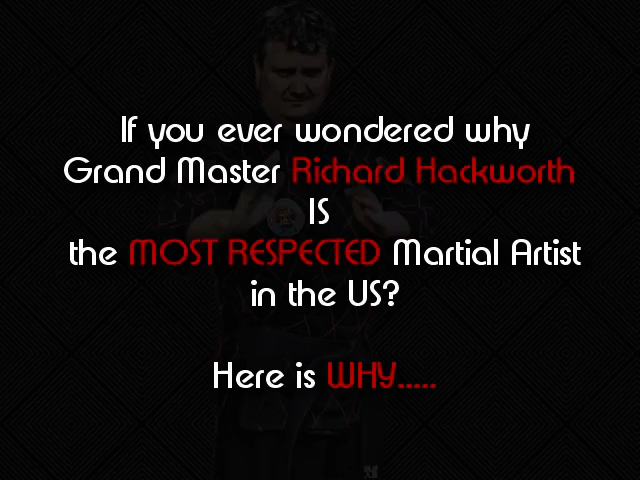 If you ever wondered why
Grand Master Richard Hackworth
IS
the MOST RESPECTED Martial Artist
in the US?
Here is WHY.....